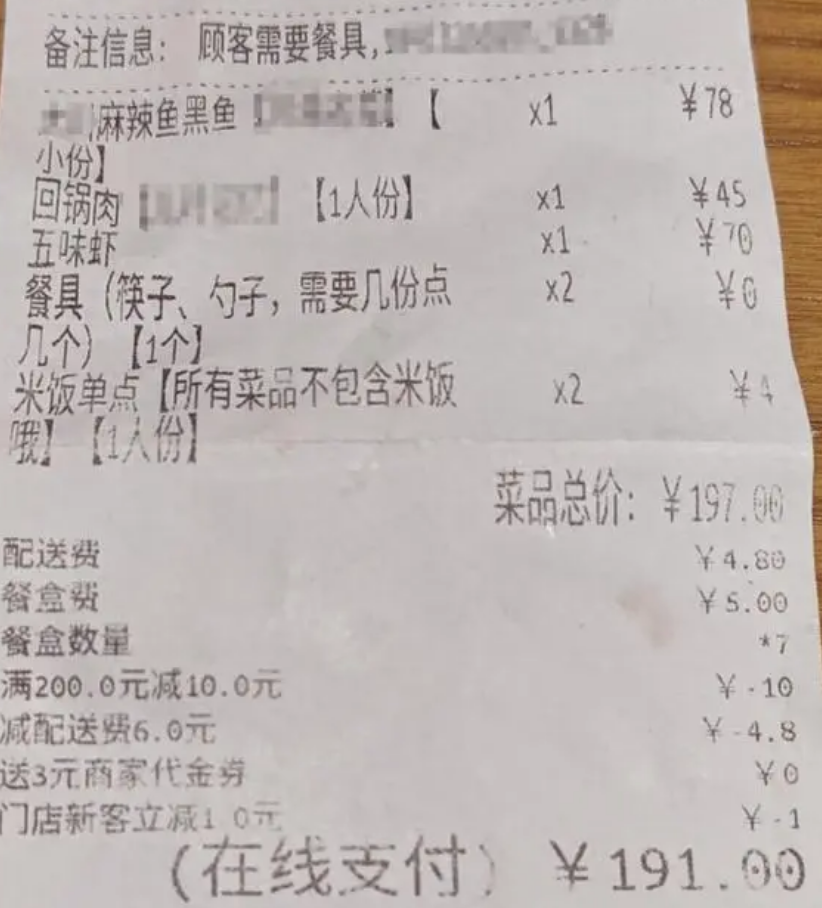 备注信息: 顾客需要餐具,
麻辣鱼黑鱼 】【 x1 ￥78
小份】
回锅肉 【 】【1人份】 x1 ￥45
五味虾 x1 ￥70
餐具（筷子、勺子，需要几份点 x2 ￥0
几个）【1个】
米饭单点【所有菜品不包含米饭 x2 ￥4
哦】【1人份】
菜品总价: ￥197.00
配送费 ￥4.80
餐盒费 ￥5.00
餐盒数量 *7
满200.0元减10.0元 ￥-10
减配送费6.0元 ￥-4.8
送3元商家代金券 ￥0
门店新客立减1.0元 ￥-1
(在线支付) ￥191.00